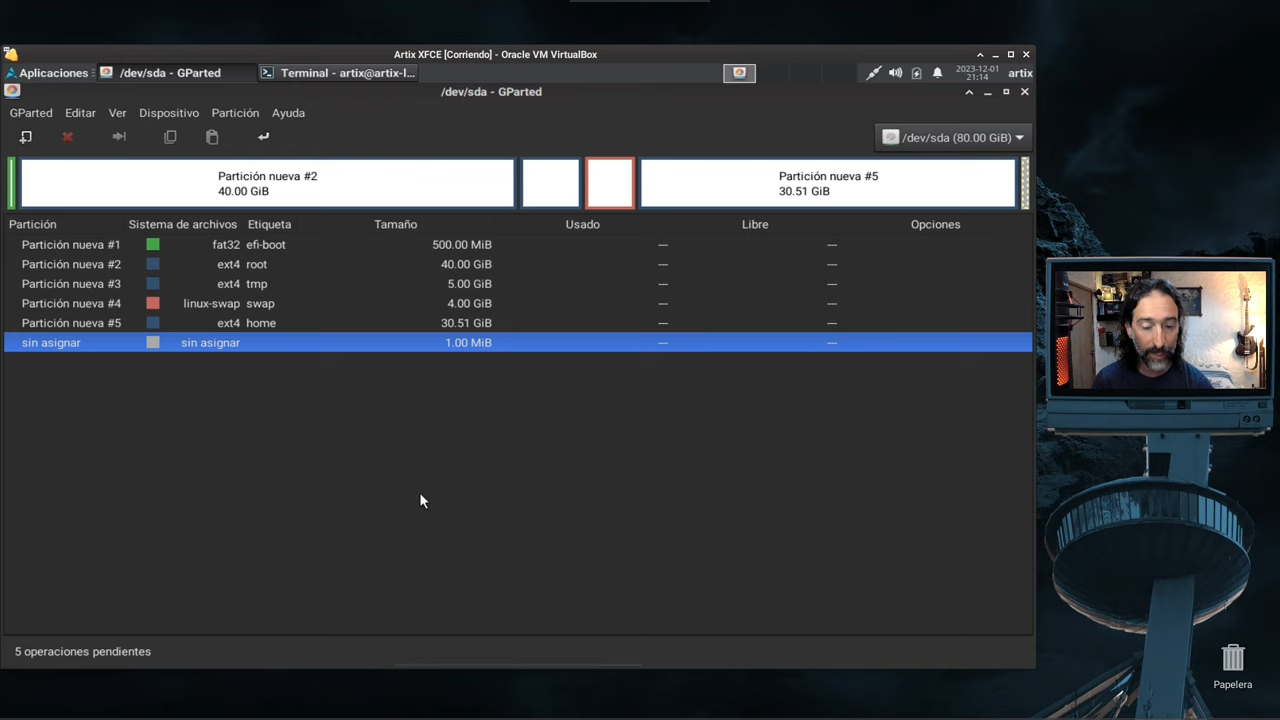 Artix XFCE [Corriendo] - Oracle VM VirtualBox
Aplicaciones /dev/sda - GParted Terminal - artix@artix-l... 2023-12-01 21:14 artix
/dev/sda - GParted
GParted Editar Ver Dispositivo Partición Ayuda
/dev/sda (80.00 GiB)
Partición nueva #2
40.00 GiB
Partición nueva #5
30.51 GiB
Partición Sistema de archivos Etiqueta Tamaño Usado Libre Opciones
Partición nueva #1 fat32 efi-boot 500.00 MiB --- ---
Partición nueva #2 ext4 root 40.00 GiB --- ---
Partición nueva #3 ext4 tmp 5.00 GiB --- ---
Partición nueva #4 linux-swap swap 4.00 GiB --- ---
Partición nueva #5 ext4 home 30.51 GiB --- ---
sin asignar sin asignar 1.00 MiB --- ---
5 operaciones pendientes
Papelera